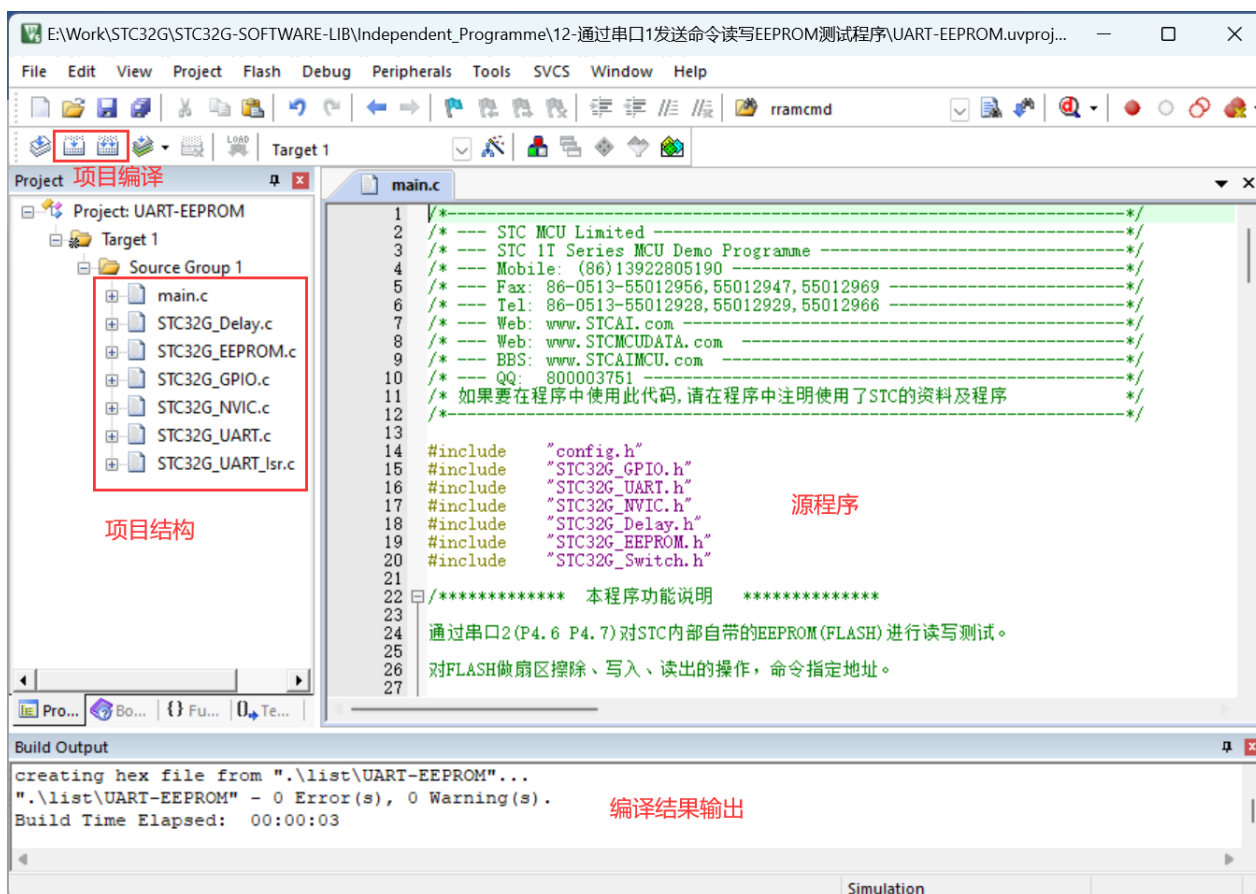 E:\Work\STC32G\STC32G-SOFTWARE-LIB\Independent_Programme\12-通过串口1发送命令读写EEPROM测试程序\UART-EEPROM.uvproj...
File Edit View Project Flash Debug Peripherals Tools SVCS Window Help
rramcmd
LOAD
Target 1
Project
项目编译
main.c
Project: UART-EEPROM
Target 1
Source Group 1
main.c
STC32G_Delay.c
STC32G_EEPROM.c
STC32G_GPIO.c
STC32G_NVIC.c
STC32G_UART.c
STC32G_UART_Isr.c
项目结构
1 /*---------------------------------------------------------------------*/
2 /* --- STC MCU Limited ------------------------------------------------*/
3 /* --- STC 1T Series MCU Demo Programme -------------------------------*/
4 /* --- Mobile: (86)13922805190 ----------------------------------------*/
5 /* --- Fax: 86-0513-55012956,55012947,55012969 ------------------------*/
6 /* --- Tel: 86-0513-55012928,55012929,55012966 ------------------------*/
7 /* --- Web: www.STCAI.com ---------------------------------------------*/
8 /* --- Web: www.STCMCUDATA.com  ---------------------------------------*/
9 /* --- BBS: www.STCAIMCU.com  -----------------------------------------*/
10 /* --- QQ:  800003751 -------------------------------------------------*/
11 /* 如果要在程序中使用此代码,请在程序中注明使用了STC的资料及程序            */
12 /*---------------------------------------------------------------------*/
13
14 #include    "config.h"
15 #include    "STC32G_GPIO.h"
16 #include    "STC32G_UART.h"
17 #include    "STC32G_NVIC.h"
18 #include    "STC32G_Delay.h"
19 #include    "STC32G_EEPROM.h"
20 #include    "STC32G_Switch.h"
21
22 /*************  本程序功能说明  **************
23
24 通过串口2(P4.6 P4.7)对STC内部自带的EEPROM(FLASH)进行读写测试。
25
26 对FLASH做扇区擦除、写入、读出的操作，命令指定地址。
27
源程序
Pro... Bo... {} Fu... Te...
Build Output
creating hex file from ".\list\UART-EEPROM"...
".\list\UART-EEPROM" - 0 Error(s), 0 Warning(s).
Build Time Elapsed:  00:00:03
编译结果输出
Simulation